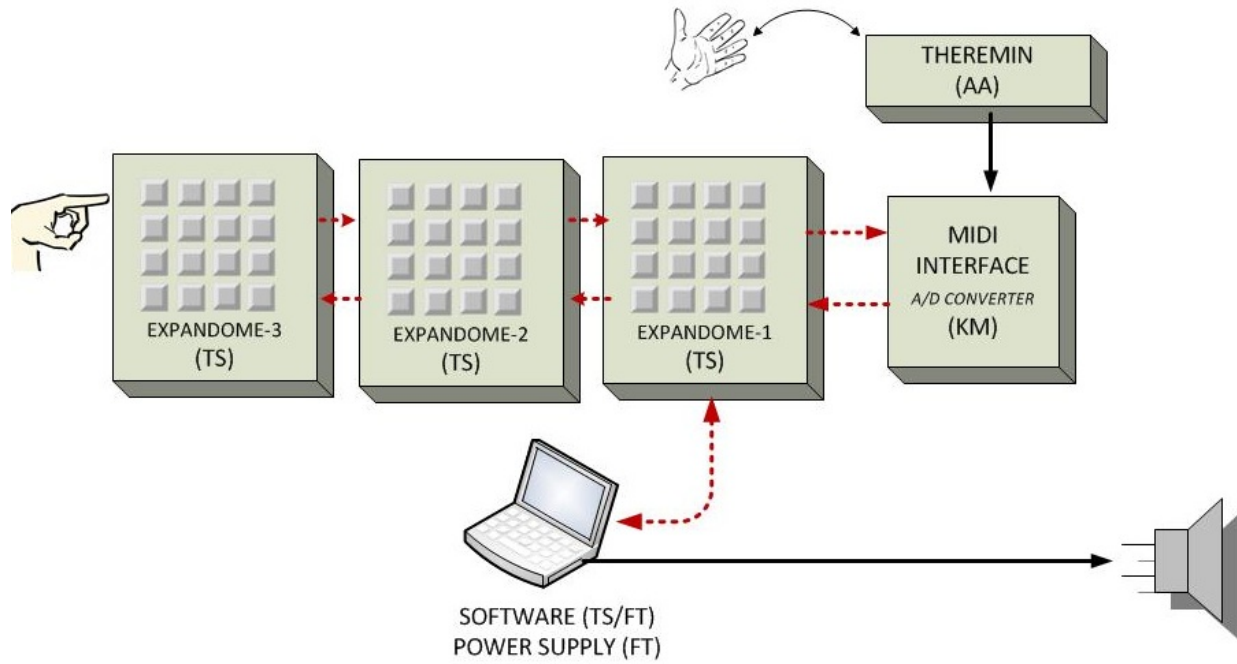 THEREMIN
(AA)
MIDI
INTERFACE
A/D CONVERTER
(KM)
EXPANDOME-3
(TS)
EXPANDOME-2
(TS)
EXPANDOME-1
(TS)
SOFTWARE (TS/FT)
POWER SUPPLY (FT)